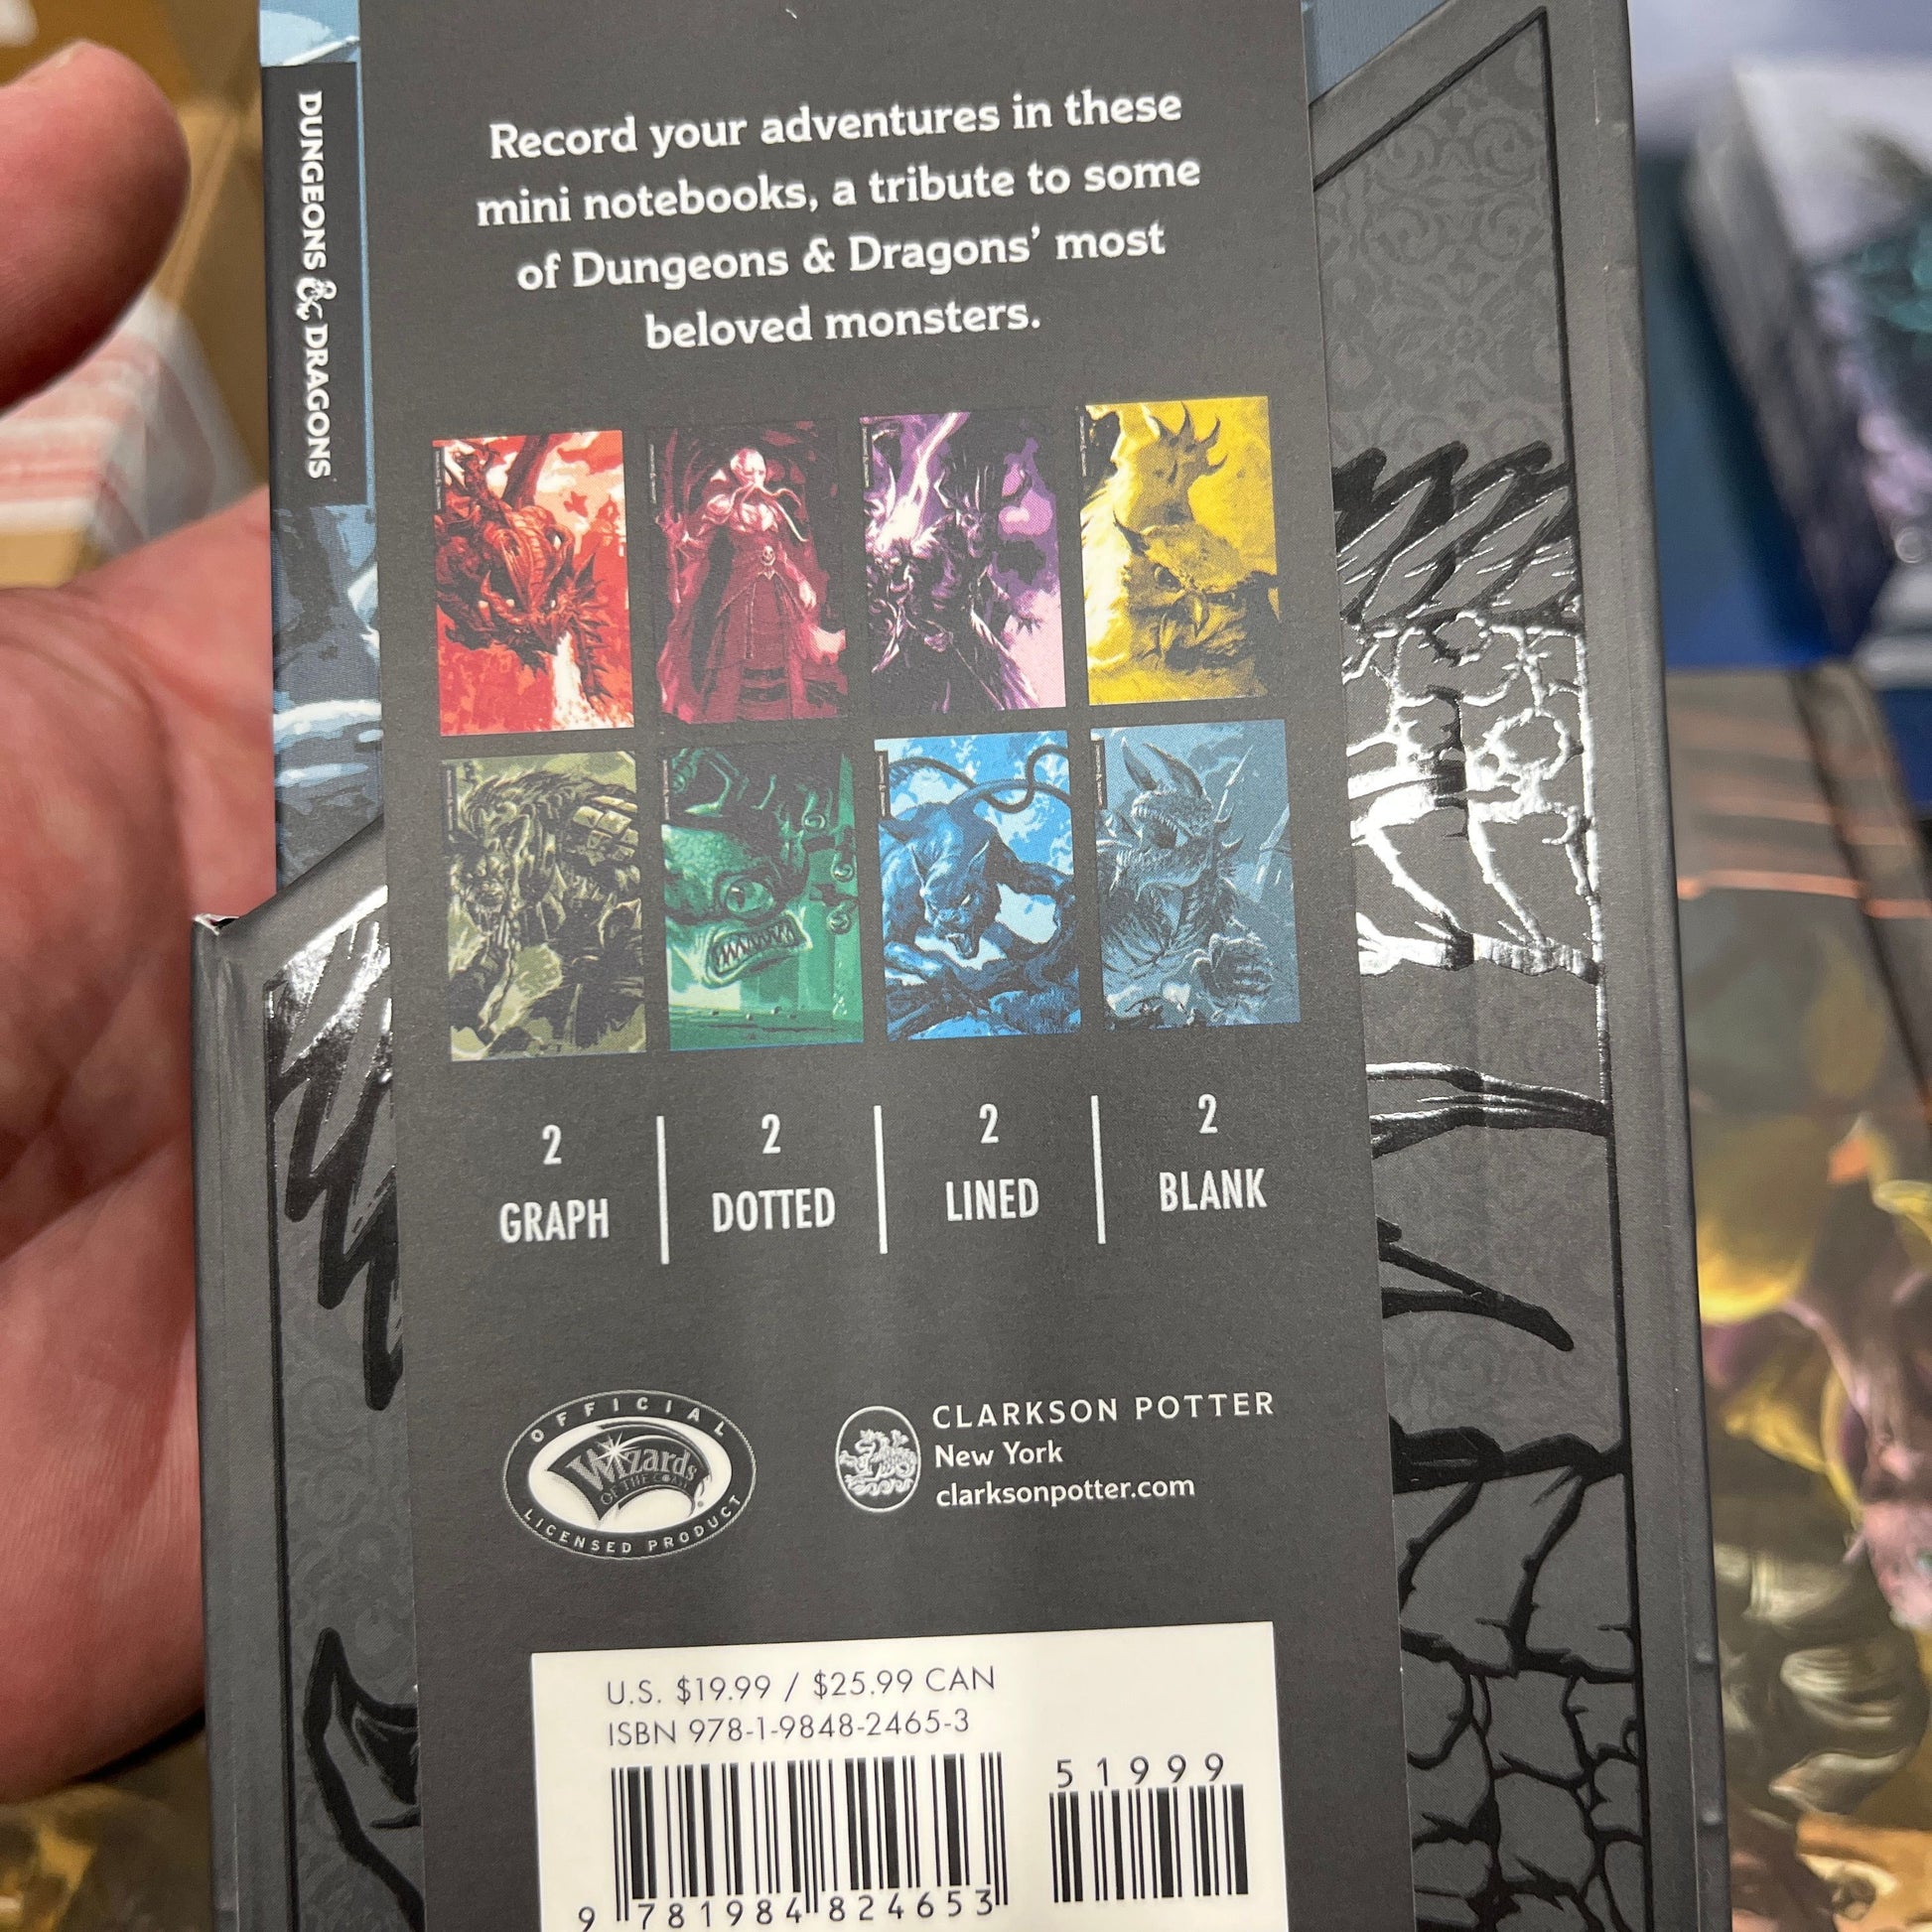 DUNGEONS & DRAGONS
Record your adventures in these
mini notebooks, a tribute to some
of Dungeons & Dragons’ most
beloved monsters.
2
GRAPH
2
DOTTED
2
LINED
2
BLANK
OFFICIAL
Wizards
OF THE COAST
LICENSED PRODUCT
CLARKSON POTTER
New York
clarksonpotter.com
U.S. $19.99 / $25.99 CAN
ISBN 978-1-9848-2465-3
51999
9 781984 824653